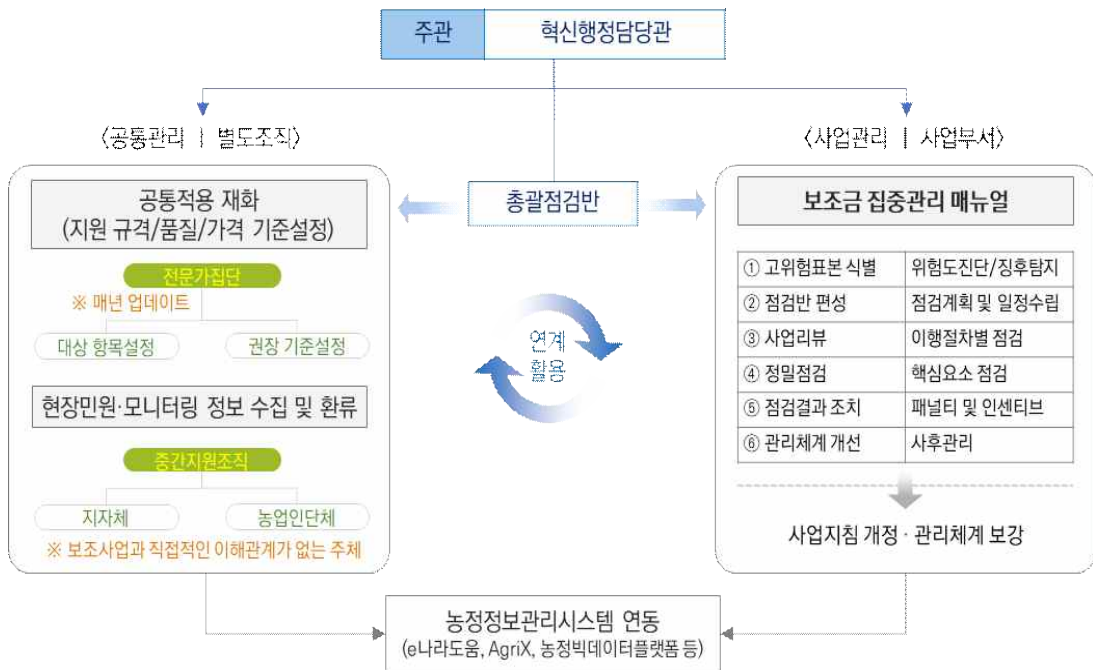 주관 혁신행정담당관
〈공통관리 | 별도조직〉
〈사업관리 | 사업부서〉
총괄점검반
공통적용 재화
(지원 규격/품질/가격 기준설정)
전문가집단
※ 매년 업데이트
대상 항목설정 권장 기준설정
현장민원·모니터링 정보 수집 및 환류
중간지원조직
지자체 농업인단체
※ 보조사업과 직접적인 이해관계가 없는 주체
연계
활용
보조금 집중관리 매뉴얼
① 고위험표본 식별 위험도진단/징후탐지
② 점검반 편성 점검계획 및 일정수립
③ 사업리뷰 이행절차별 점검
④ 정밀점검 핵심요소 점검
⑤ 점검결과 조치 패널티 및 인센티브
⑥ 관리체계 개선 사후관리
사업지침 개정 · 관리체계 보강
농정정보관리시스템 연동
(e나라도움, AgriX, 농정빅데이터플랫폼 등)